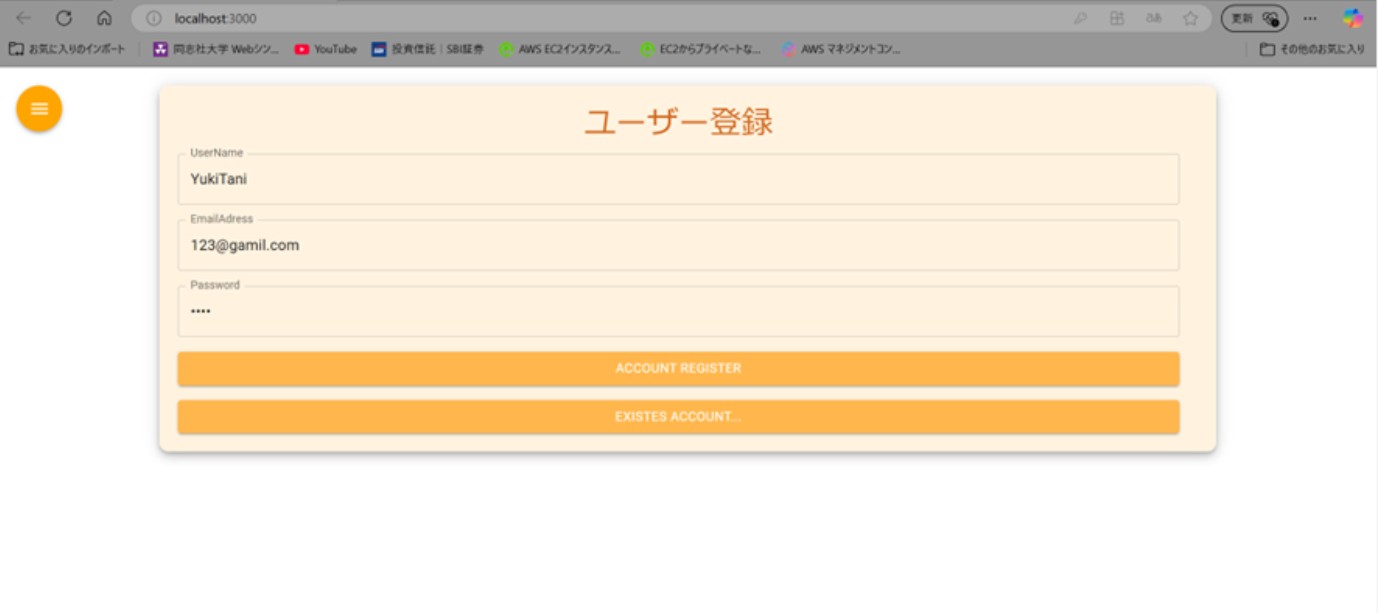 localhost:3000
更新
お気に入りのインポート
同志社大学 Webシン...
YouTube
投資信託｜SBI証券
AWS EC2インスタンス...
EC2からプライベートな...
AWS マネジメントコン...
その他のお気に入り
ユーザー登録
UserName
YukiTani
EmailAdress
123@gamil.com
Password
ACCOUNT REGISTER
EXISTES ACCOUNT...